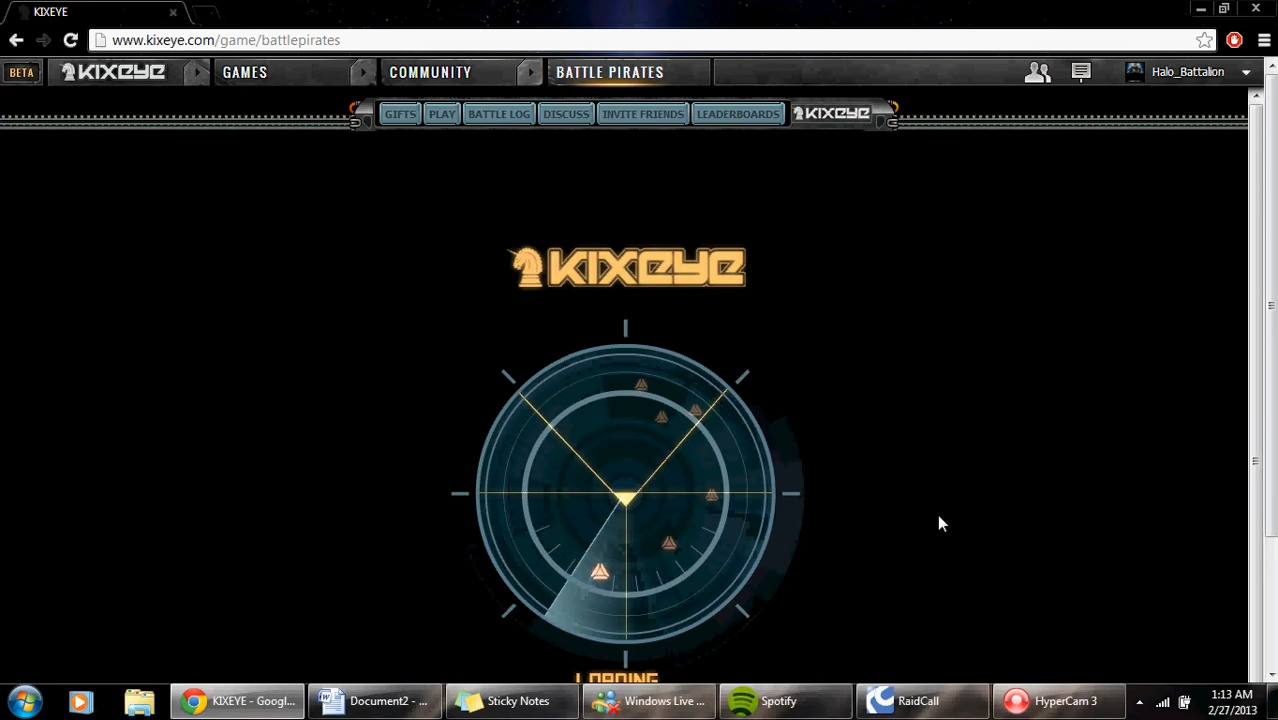 KIXEYE
www.kixeye.com/game/battlepirates
BETA KIXEYE GAMES COMMUNITY BATTLE PIRATES Halo_Battalion
GIFTS PLAY BATTLE LOG DISCUSS INVITE FRIENDS LEADERBOARDS KIXEYE
KIXEYE
LOADING
KIXEYE - Googl... Document2 - ... Sticky Notes Windows Live ... Spotify RaidCall HyperCam 3 1:13 AM
2/27/2013